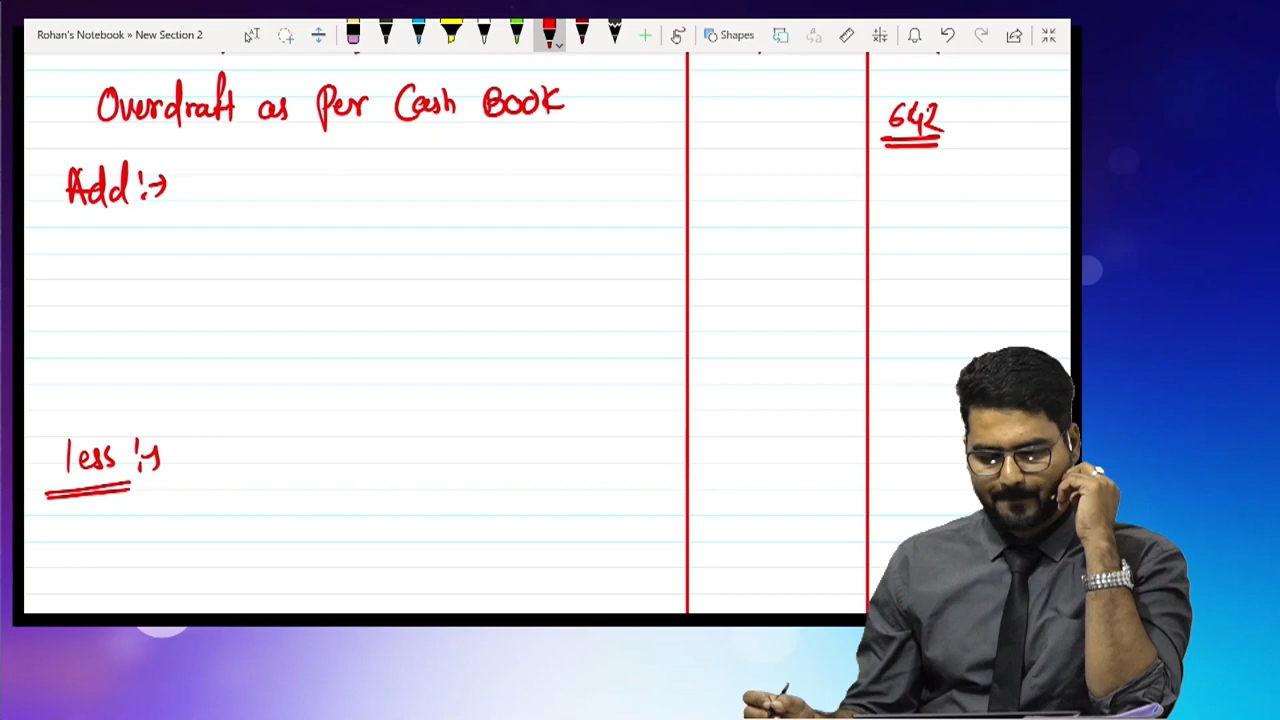 Rohan's Notebook » New Section 2
Shapes
Overdraft as Per Cash Book
642
Add :→
less :→